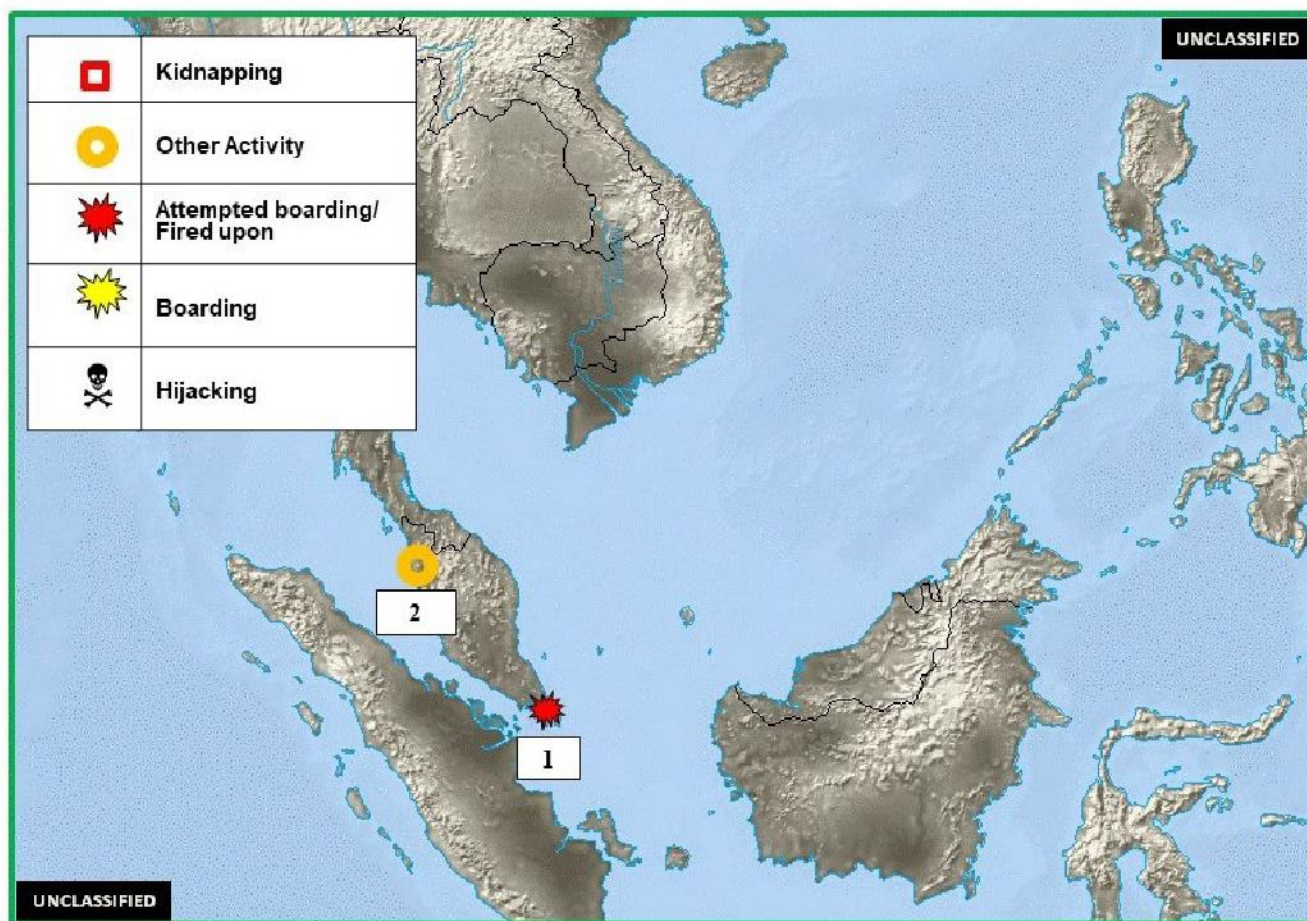 UNCLASSIFIED
Kidnapping
Other Activity
Attempted boarding/
Fired upon
Boarding
Hijacking
2
1
UNCLASSIFIED